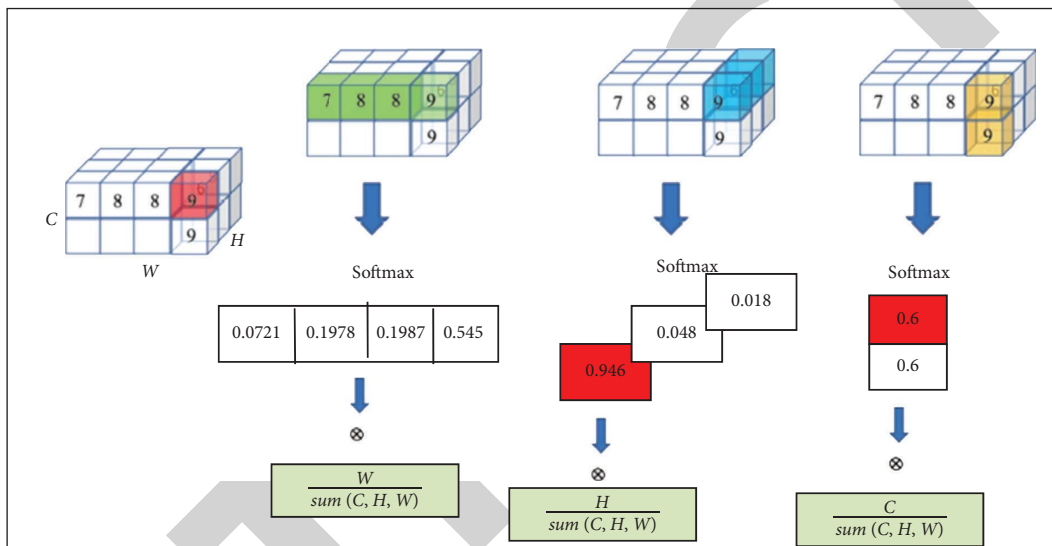 7 8 8 9 6
9
C
W
H
7 8 8 9 6
9
7 8 8 9 6
9
7 8 8 9 6
9
Softmax
Softmax
Softmax
0.0721 0.1978 0.1987 0.545
0.946
0.048
0.018
0.6
0.6
⊗
W
sum (C, H, W)
⊗
H
sum (C, H, W)
⊗
C
sum (C, H, W)